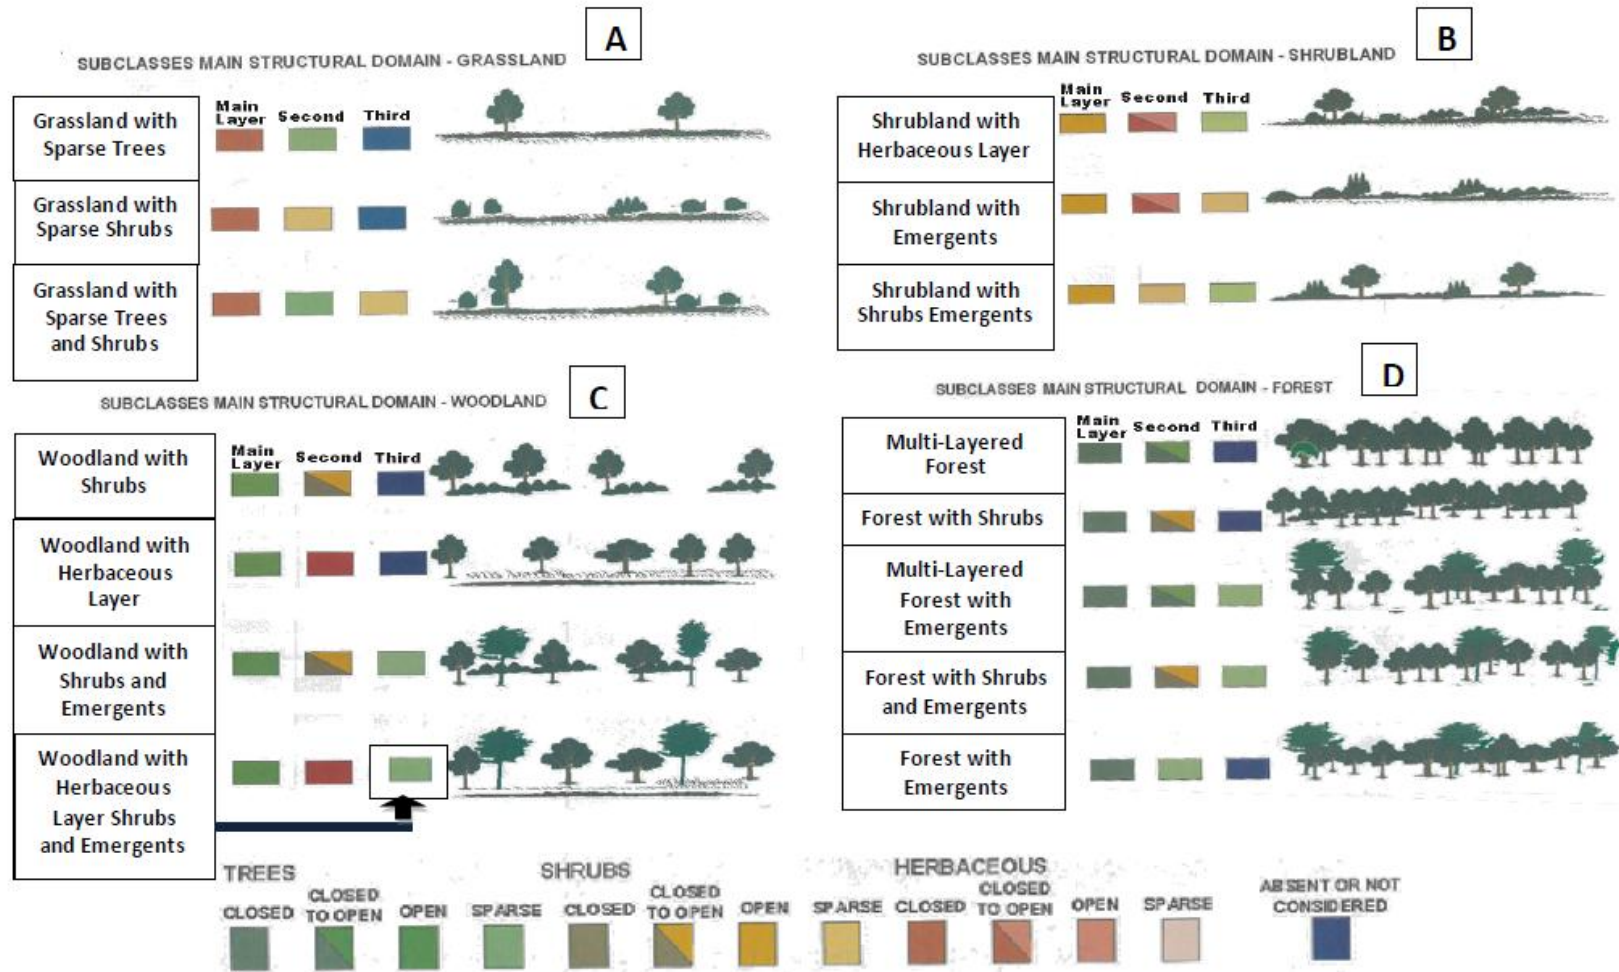 A
SUBCLASSES MAIN STRUCTURAL DOMAIN - GRASSLAND
Main
Layer Second Third
Grassland with
Sparse Trees
Grassland with
Sparse Shrubs
Grassland with
Sparse Trees
and Shrubs
B
SUBCLASSES MAIN STRUCTURAL DOMAIN - SHRUBLAND
Main
Layer Second Third
Shrubland with
Herbaceous Layer
Shrubland with
Emergents
Shrubland with
Shrubs Emergents
C
SUBCLASSES MAIN STRUCTURAL DOMAIN - WOODLAND
Main
Layer Second Third
Woodland with
Shrubs
Woodland with
Herbaceous
Layer
Woodland with
Shrubs and
Emergents
Woodland with
Herbaceous
Layer Shrubs
and Emergents
D
SUBCLASSES MAIN STRUCTURAL DOMAIN - FOREST
Main
Layer Second Third
Multi-Layered
Forest
Forest with Shrubs
Multi-Layered
Forest with
Emergents
Forest with Shrubs
and Emergents
Forest with
Emergents
TREES
CLOSED
CLOSED
TO OPEN
OPEN
SPARSE
SHRUBS
CLOSED
CLOSED
TO OPEN
OPEN
SPARSE
HERBACEOUS
CLOSED
CLOSED
TO OPEN
OPEN
SPARSE
ABSENT OR NOT
CONSIDERED